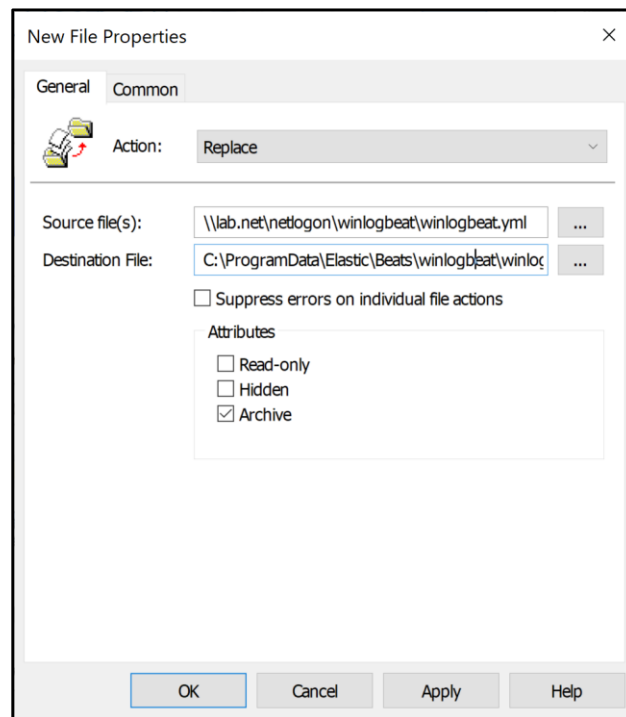 New File Properties
General Common
Action: Replace
Source file(s): \\lab.net\netlogon\winlogbeat\winlogbeat.yml ...
Destination File: C:\ProgramData\Elastic\Beats\winlogbeat\winlog ...
Suppress errors on individual file actions
Attributes
Read-only
Hidden
Archive
OK Cancel Apply Help